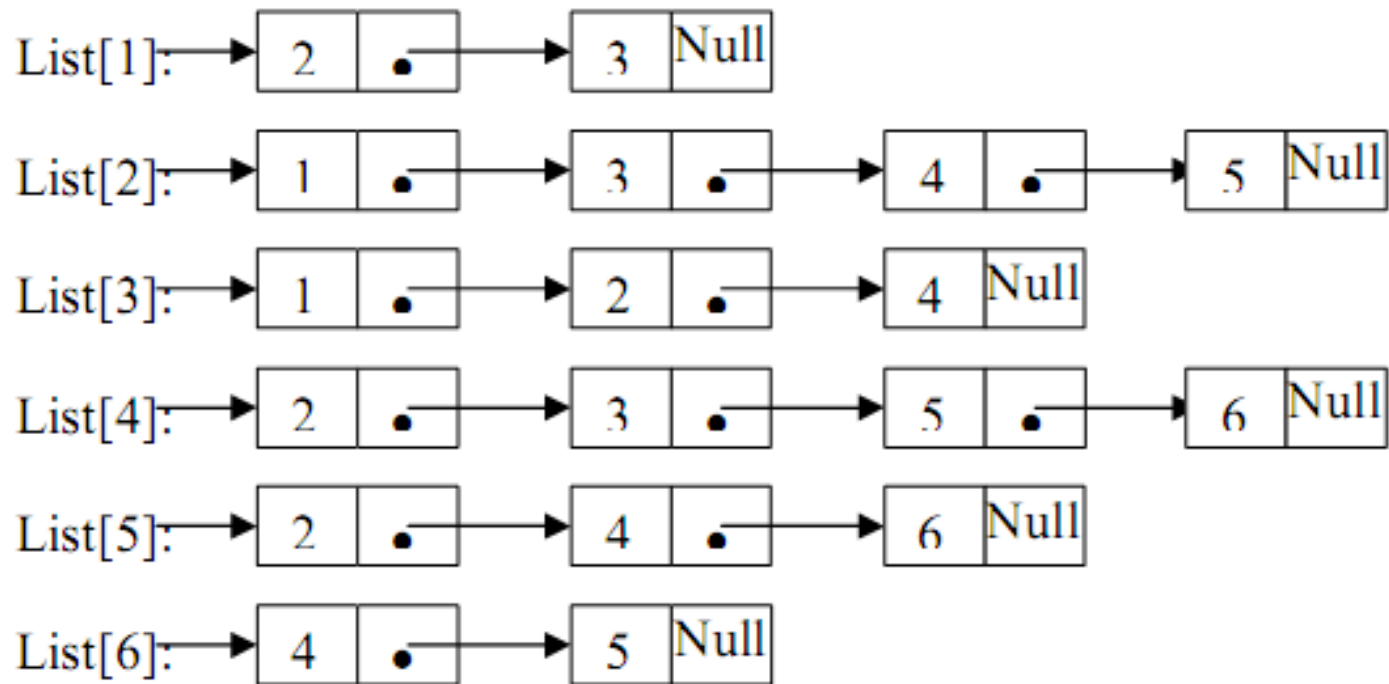 List[1]: 2 3 Null
List[2]: 1 3 4 5 Null
List[3]: 1 2 4 Null
List[4]: 2 3 5 6 Null
List[5]: 2 4 6 Null
List[6]: 4 5 Null